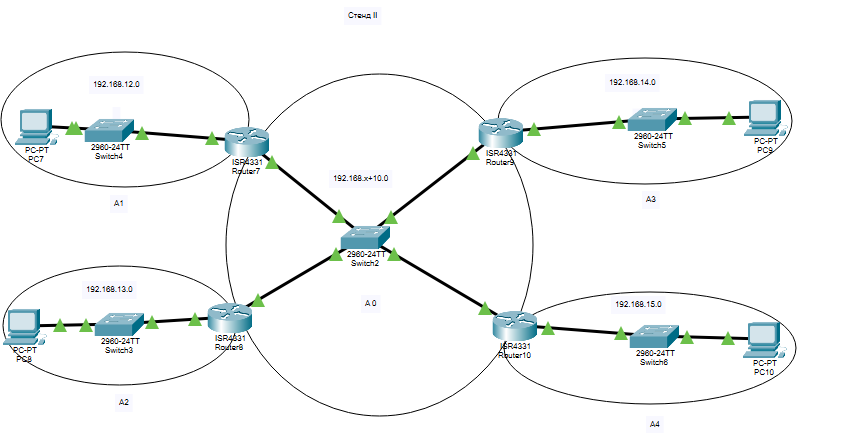 Стенд II
192.168.12.0
PC-PT
PC7
2960-24TT
Switch4
ISR4331
Router7
A1
192.168.14.0
ISR4331
Router9
2960-24TT
Switch5
PC-PT
PC9
A3
192.168.x+10.0
2960-24TT
Switch2
A 0
192.168.13.0
PC-PT
PC8
2960-24TT
Switch3
ISR4331
Router8
A2
192.168.15.0
ISR4331
Router10
2960-24TT
Switch6
PC-PT
PC10
A4